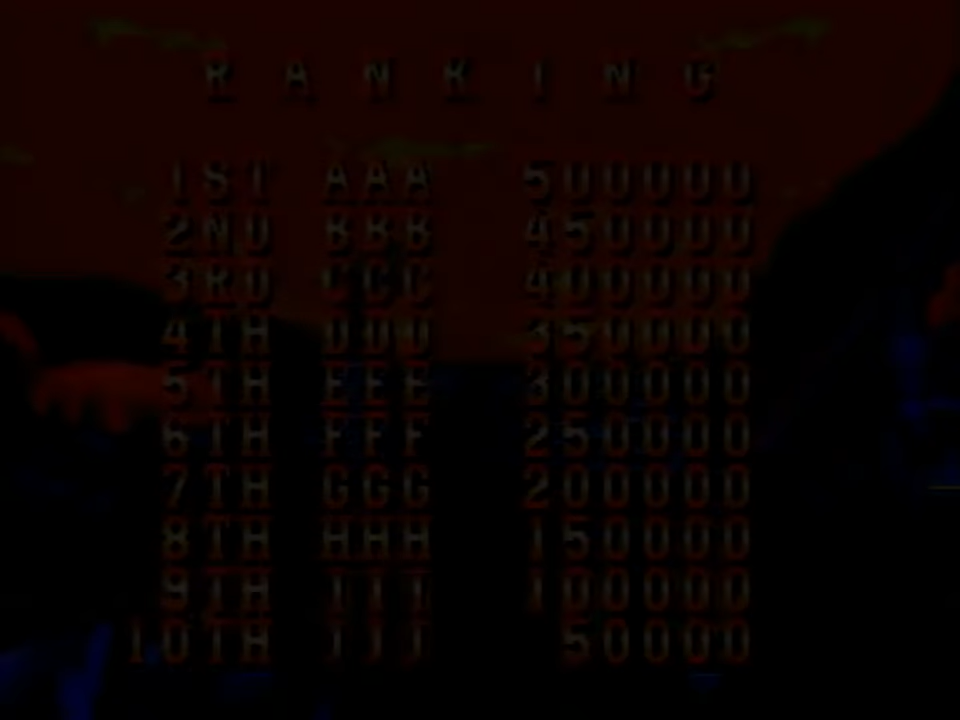 RANKING
1ST AAA 500000
2ND BBB 450000
3RD CCC 400000
4TH DDD 350000
5TH EEE 300000
6TH FFF 250000
7TH GGG 200000
8TH HHH 150000
9TH III 100000
10TH JJJ 50000